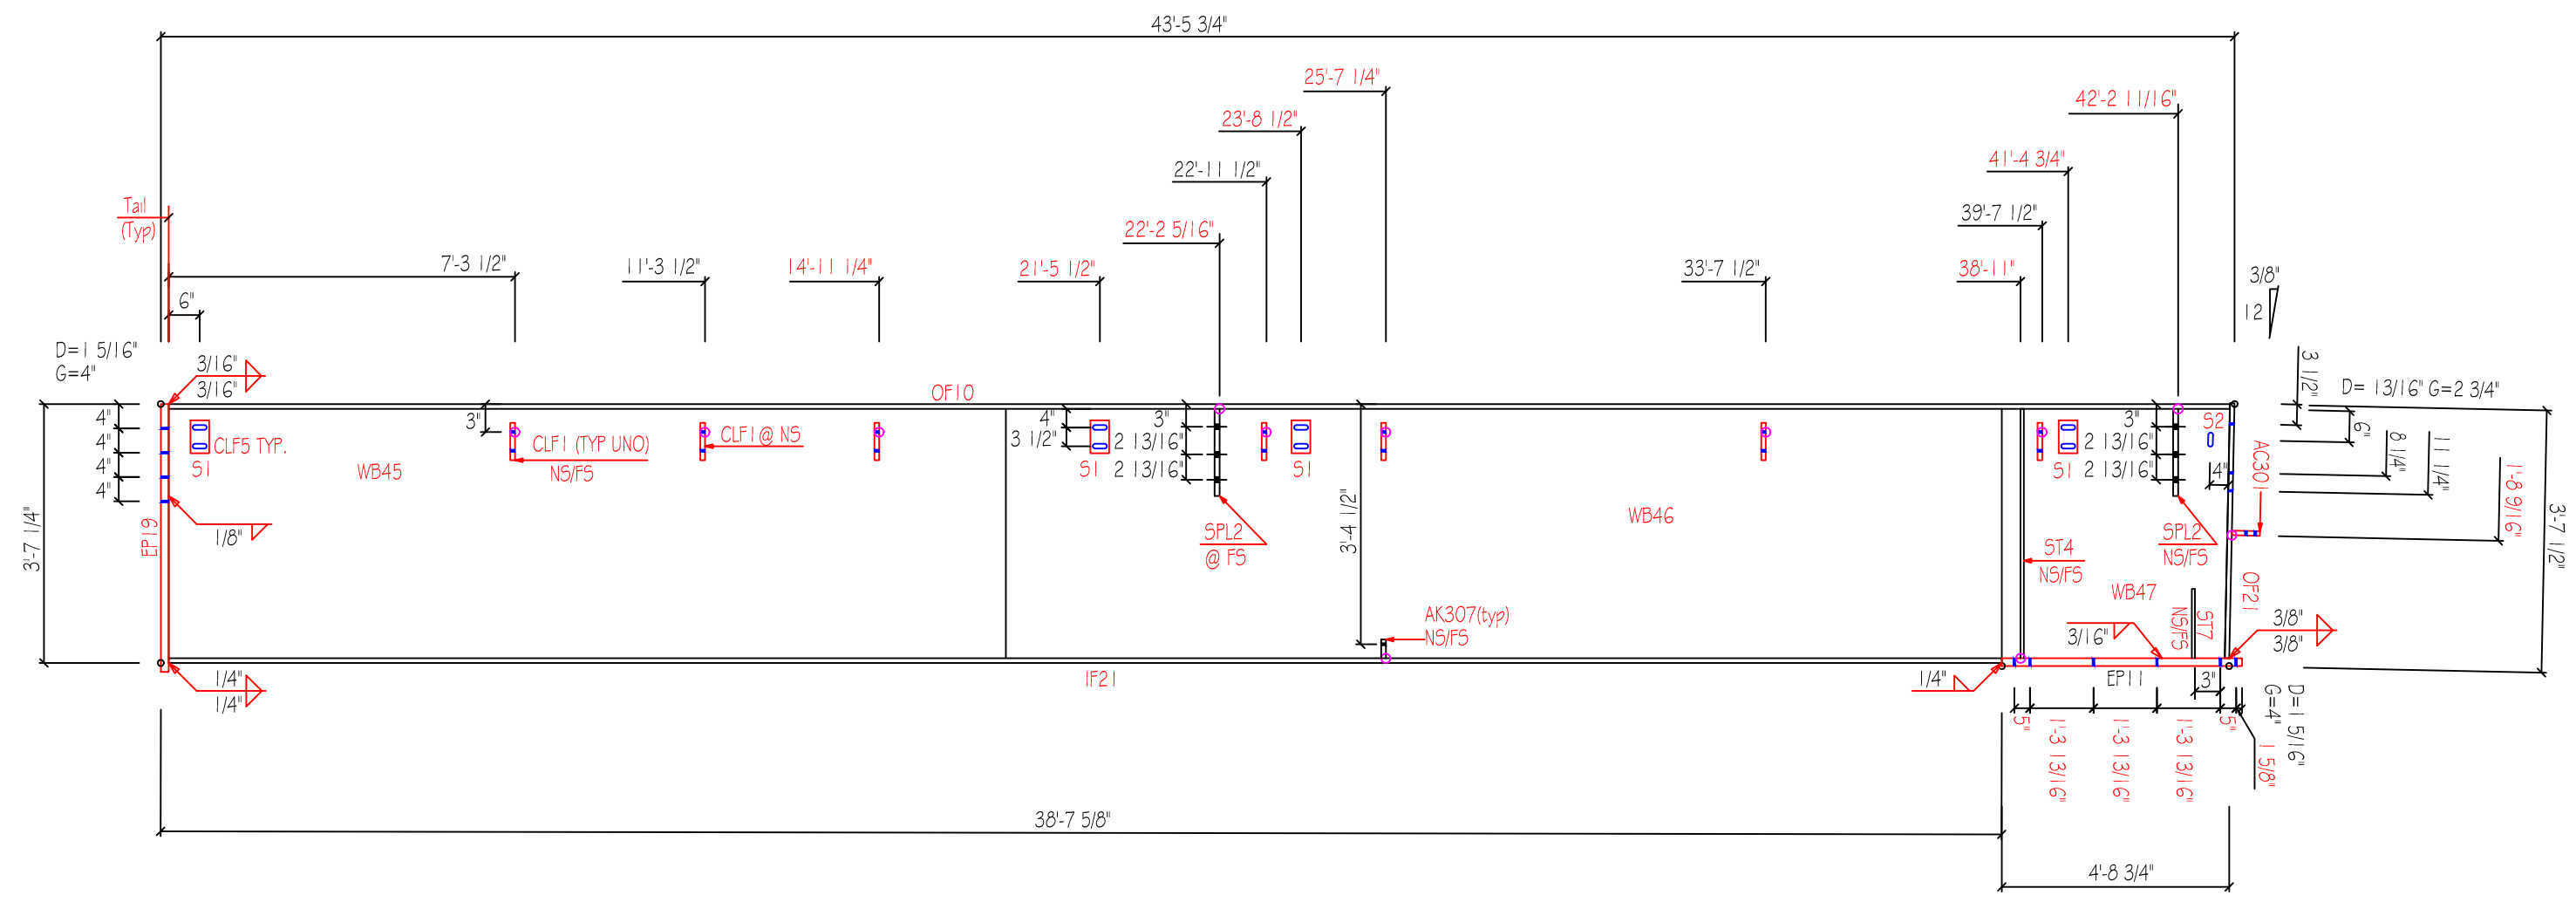 43'-5 3/4"
25'-7 1/4"
42'-2 11/16"
23'-8 1/2"
22'-11 1/2"
41'-4 3/4"
Tail
(Typ)
39'-7 1/2"
22'-2 5/16"
7'-3 1/2"
11'-3 1/2"
14'-11 1/4"
21'-5 1/2"
33'-7 1/2"
38'-11"
3/8"
12
6"
D=1 5/16"
G=4"
3/16"
3/16"
OF10
3 1/2"
D= 13/16" G=2 3/4"
4"
4"
4"
4"
S1
CLF5 TYP.
WB45
3"
CLF1 (TYP UNO)
NS/FS
CLF1@ NS
4"
3 1/2"
S1
3"
2 13/16"
2 13/16"
S1
S1
3"
2 13/16"
2 13/16"
S2
4"
AC301
6"
8 1/4"
11 1/4"
1'-8 9/16"
3'-7 1/4"
EP19
1/8"
SPL2
@ FS
3'-4 1/2"
WB46
ST4
NS/FS
SPL2
NS/FS
WB47
3'-7 1/2"
OF21
ST7
NS/FS
AK307(typ)
NS/FS
3/16"
3/8"
3/8"
1/4"
1/4"
IF21
1/4"
EP11
3"
5"
1'-3 13/16"
1'-3 13/16"
1'-3 13/16"
5"
1 5/8"
D=1 5/16"
G=4"
38'-7 5/8"
4'-8 3/4"